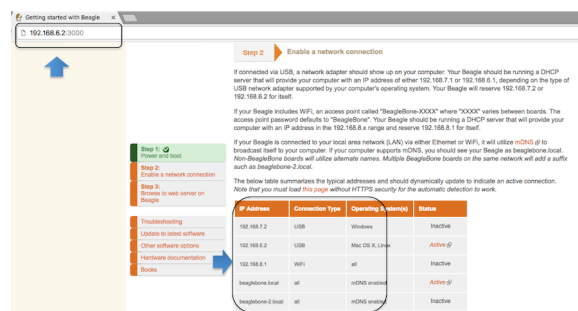 Getting started with Beagle
192.168.6.2:3000
Step 2
Enable a network connection
If connected via USB, a network adapter should show up on your computer. Your Beagle should be running a DHCP
server that will provide your computer with an IP address of either 192.168.7.1 or 192.168.6.1, depending on the type of
USB network adapter supported by your computer's operating system. Your Beagle will reserve 192.168.7.2 or
192.168.6.2 for itself.
If your Beagle includes WiFi, an access point called "BeagleBone-XXXX" where "XXXX" varies between boards. The
access point password defaults to "BeagleBone". Your Beagle should be running a DHCP server that will provide your
computer with an IP address in the 192.168.8.x range and reserve 192.168.8.1 for itself.
If your Beagle is connected to your local area network (LAN) via either Ethernet or WiFi, it will utilize mDNS to
broadcast itself to your computer. If your computer supports mDNS, you should see your Beagle as beaglebone.local.
Non-BeagleBone boards will utilize alternate names. Multiple BeagleBone boards on the same network will add a suffix
such as beaglebone-2.local.
The below table summarizes the typical addresses and should dynamically update to indicate an active connection.
Note that you must load this page without HTTPS security for the automatic detection to work.
Step 1:
Power and boot
Step 2:
Enable a network connection
Step 3:
Browse to web server on
Beagle
Troubleshooting
Update to latest software
Other software options
Hardware documentation
Books
IP Address Connection Type Operating System(s) Status
192.168.7.2 USB Windows Inactive
192.168.6.2 USB Mac OS X, Linux Active
192.168.8.1 WiFi all Inactive
beaglebone.local all mDNS enabled Active
beaglebone-2.local all mDNS enabled Inactive